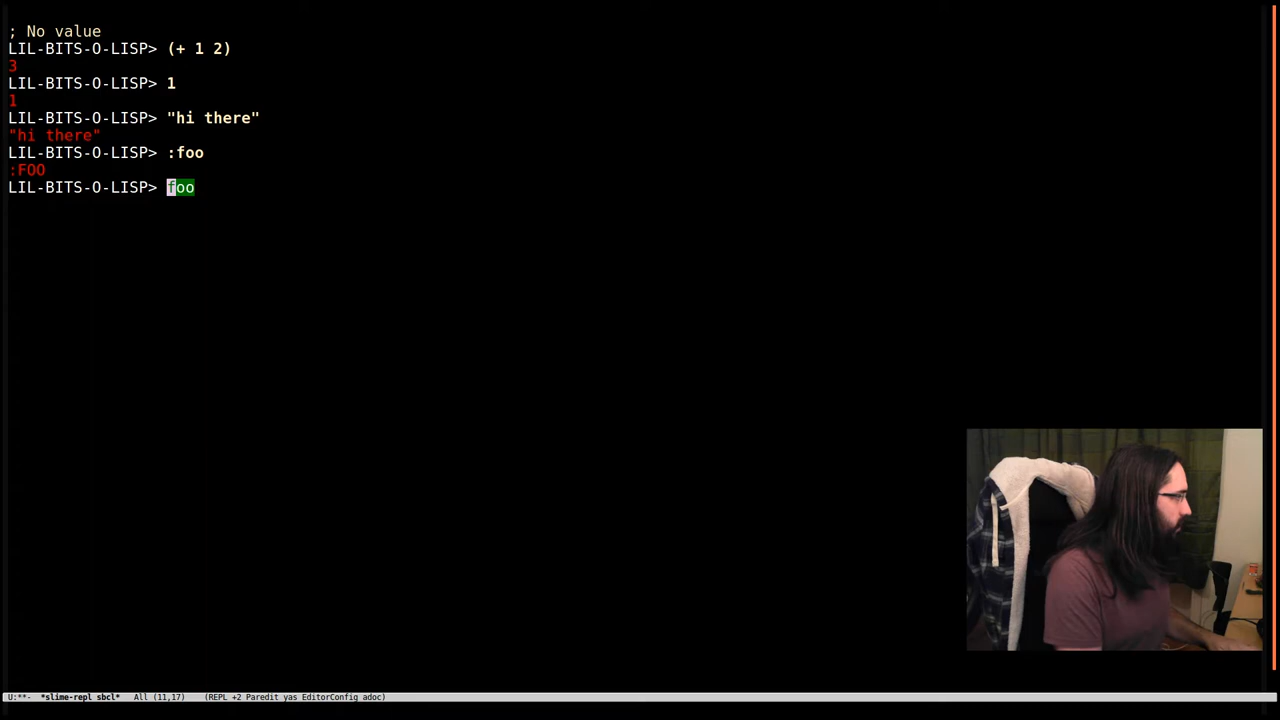 ; No value
LIL-BITS-O-LISP> (+ 1 2)
3
LIL-BITS-O-LISP> 1
1
LIL-BITS-O-LISP> "hi there"
"hi there"
LIL-BITS-O-LISP> :foo
:FOO
LIL-BITS-O-LISP> foo
U:**-  *slime-repl sbcl*   All (11,17)    (REPL +2 Paredit yas EditorConfig adoc)